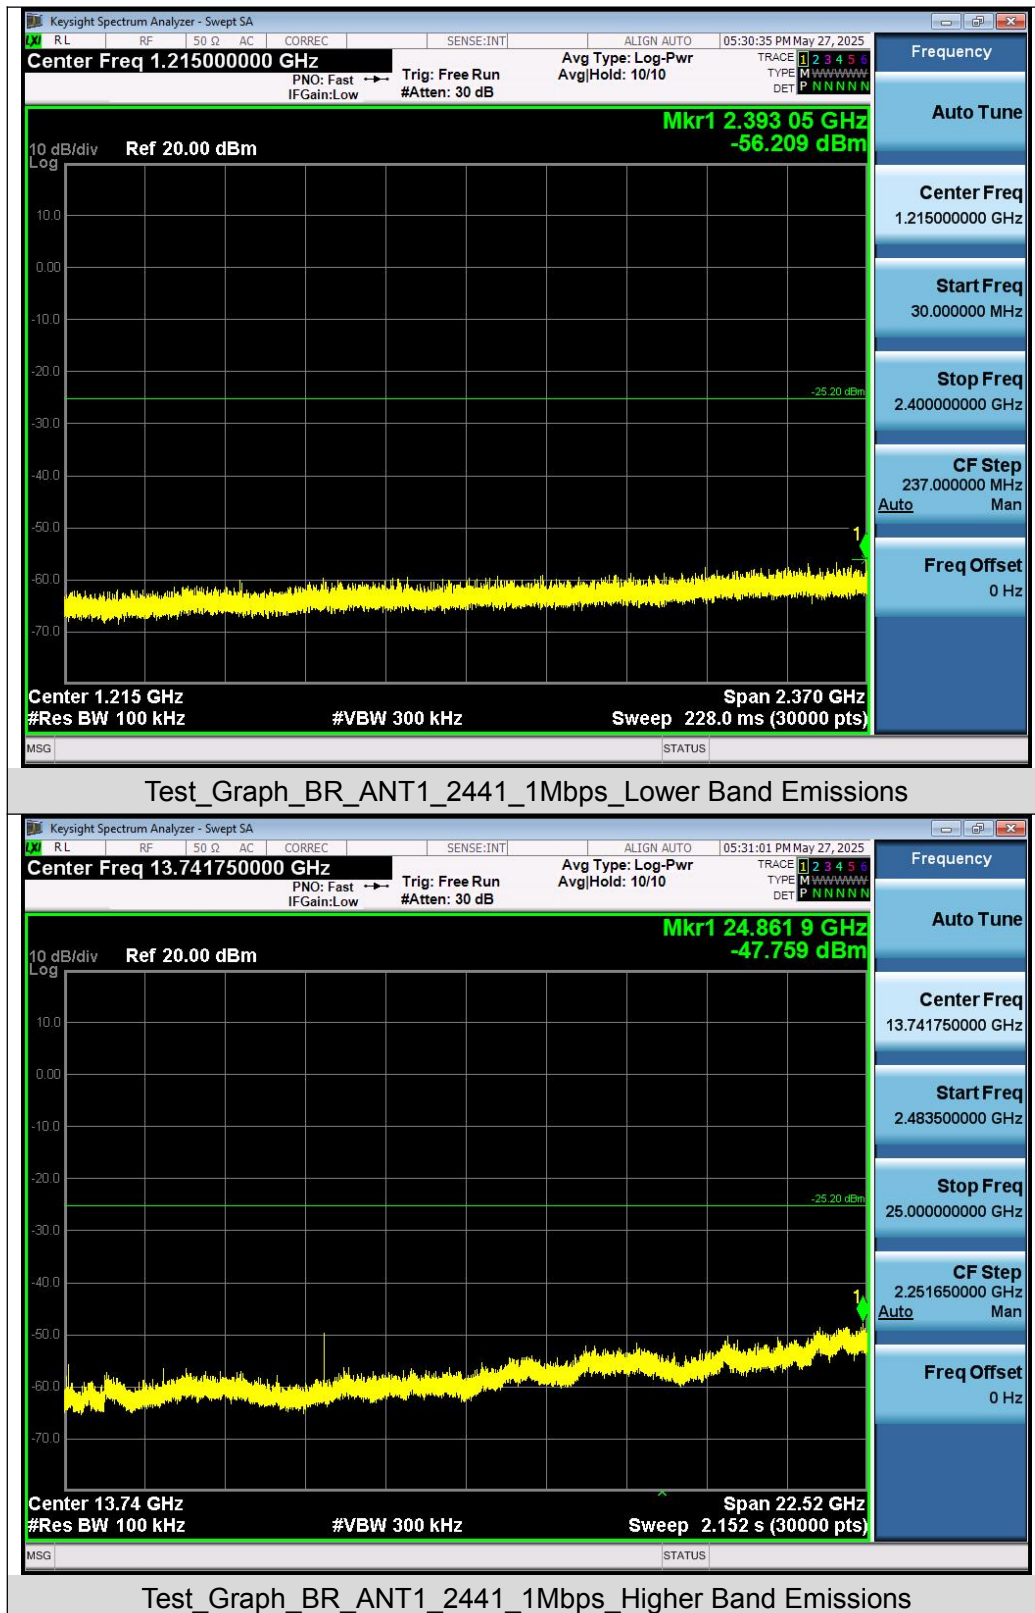 Keysight Spectrum Analyzer - Swept SA
LXI RL RF 50 Ω AC CORREC SENSE:INT ALIGN AUTO 05:30:35 PM May 27, 2025
Center Freq 1.215000000 GHz
PNO: Fast Trig: Free Run Avg Type: Log-Pwr TRACE 1 2 3 4 5 6
IFGain:Low #Atten: 30 dB Avg|Hold: 10/10 TYPE M WWWWW
DET P N N N N N
Mkr1 2.393 05 GHz
-56.209 dBm
10 dB/div Ref 20.00 dBm
Log
10.0
0.00
-10.0
-20.0
-25.20 dBm
-30.0
-40.0
-50.0
1
-60.0
-70.0
Center 1.215 GHz Span 2.370 GHz
#Res BW 100 kHz #VBW 300 kHz Sweep 228.0 ms (30000 pts)
MSG STATUS
Frequency
Auto Tune
Center Freq
1.215000000 GHz
Start Freq
30.000000 MHz
Stop Freq
2.400000000 GHz
CF Step
237.000000 MHz
Auto Man
Freq Offset
0 Hz
Test_Graph_BR_ANT1_2441_1Mbps_Lower Band Emissions
Keysight Spectrum Analyzer - Swept SA
LXI RL RF 50 Ω AC CORREC SENSE:INT ALIGN AUTO 05:31:01 PM May 27, 2025
Center Freq 13.741750000 GHz
PNO: Fast Trig: Free Run Avg Type: Log-Pwr TRACE 1 2 3 4 5 6
IFGain:Low #Atten: 30 dB Avg|Hold: 10/10 TYPE M WWWWW
DET P N N N N N
Mkr1 24.861 9 GHz
-47.759 dBm
10 dB/div Ref 20.00 dBm
Log
10.0
0.00
-10.0
-20.0
-25.20 dBm
-30.0
-40.0
1
-50.0
-60.0
-70.0
Center 13.74 GHz Span 22.52 GHz
#Res BW 100 kHz #VBW 300 kHz Sweep 2.152 s (30000 pts)
MSG STATUS
Frequency
Auto Tune
Center Freq
13.741750000 GHz
Start Freq
2.483500000 GHz
Stop Freq
25.000000000 GHz
CF Step
2.251650000 GHz
Auto Man
Freq Offset
0 Hz
Test_Graph_BR_ANT1_2441_1Mbps_Higher Band Emissions